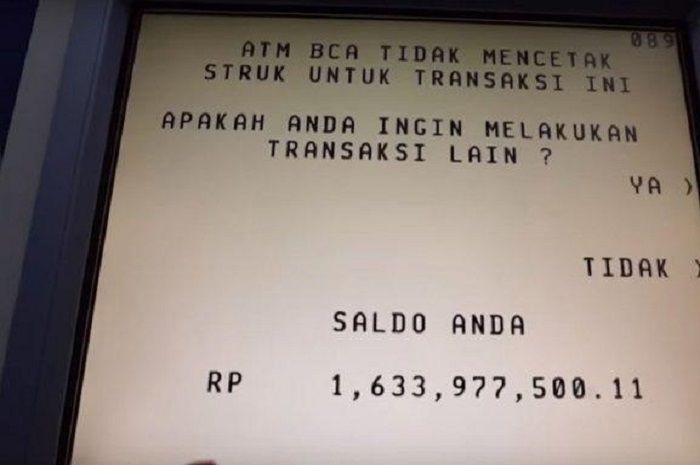 089
ATM BCA TIDAK MENCETAK
STRUK UNTUK TRANSAKSI INI
APAKAH ANDA INGIN MELAKUKAN
TRANSAKSI LAIN ?
YA >
TIDAK >
SALDO ANDA
RP 1,633,977,500.11